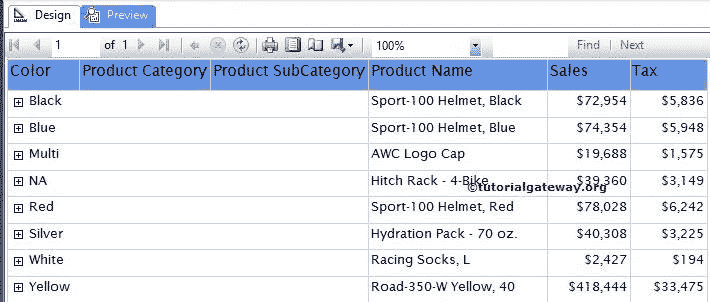 Design Preview
1 of 1 100% Find | Next
Color Product Category Product SubCategory Product Name Sales Tax
Black Sport-100 Helmet, Black $72,954 $5,836
Blue Sport-100 Helmet, Blue $74,354 $5,948
Multi AWC Logo Cap $19,688 $1,575
NA Hitch Rack - 4-Bike $39,360 $3,149
©tutorialgateway.org
Red Sport-100 Helmet, Red $78,028 $6,242
Silver Hydration Pack - 70 oz. $40,308 $3,225
White Racing Socks, L $2,427 $194
Yellow Road-350-W Yellow, 40 $418,444 $33,475